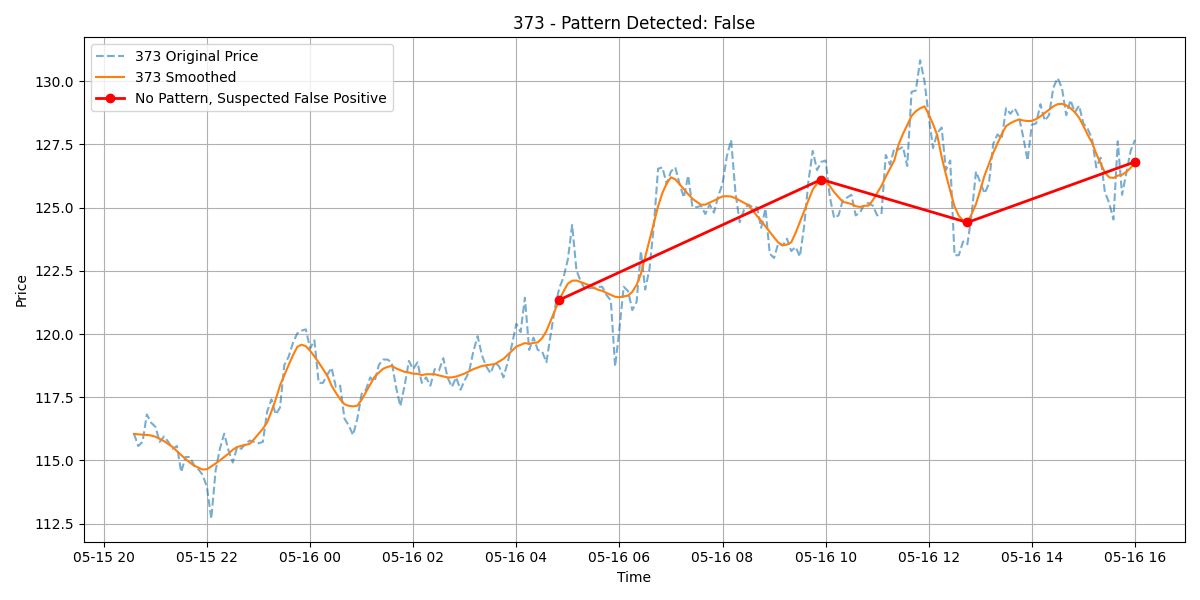 373 - Pattern Detected: False
373 Original Price
373 Smoothed
No Pattern, Suspected False Positive
Price
130.0
127.5
125.0
122.5
120.0
117.5
115.0
112.5
05-15 20 05-15 22 05-16 00 05-16 02 05-16 04 05-16 06 05-16 08 05-16 10 05-16 12 05-16 14 05-16 16
Time